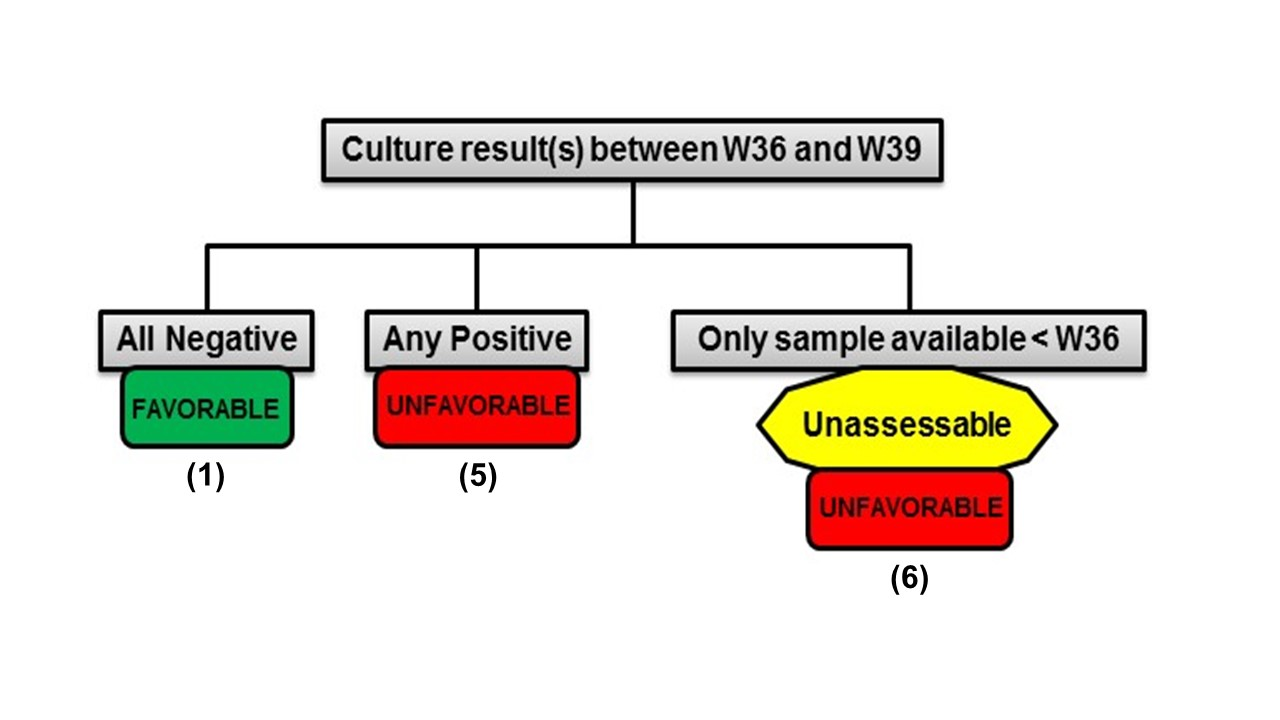 Culture result(s) between W36 and W39
All Negative
Any Positive
Only sample available < W36
FAVORABLE
UNFAVORABLE
Unassessable
UNFAVORABLE
(1)
(5)
(6)